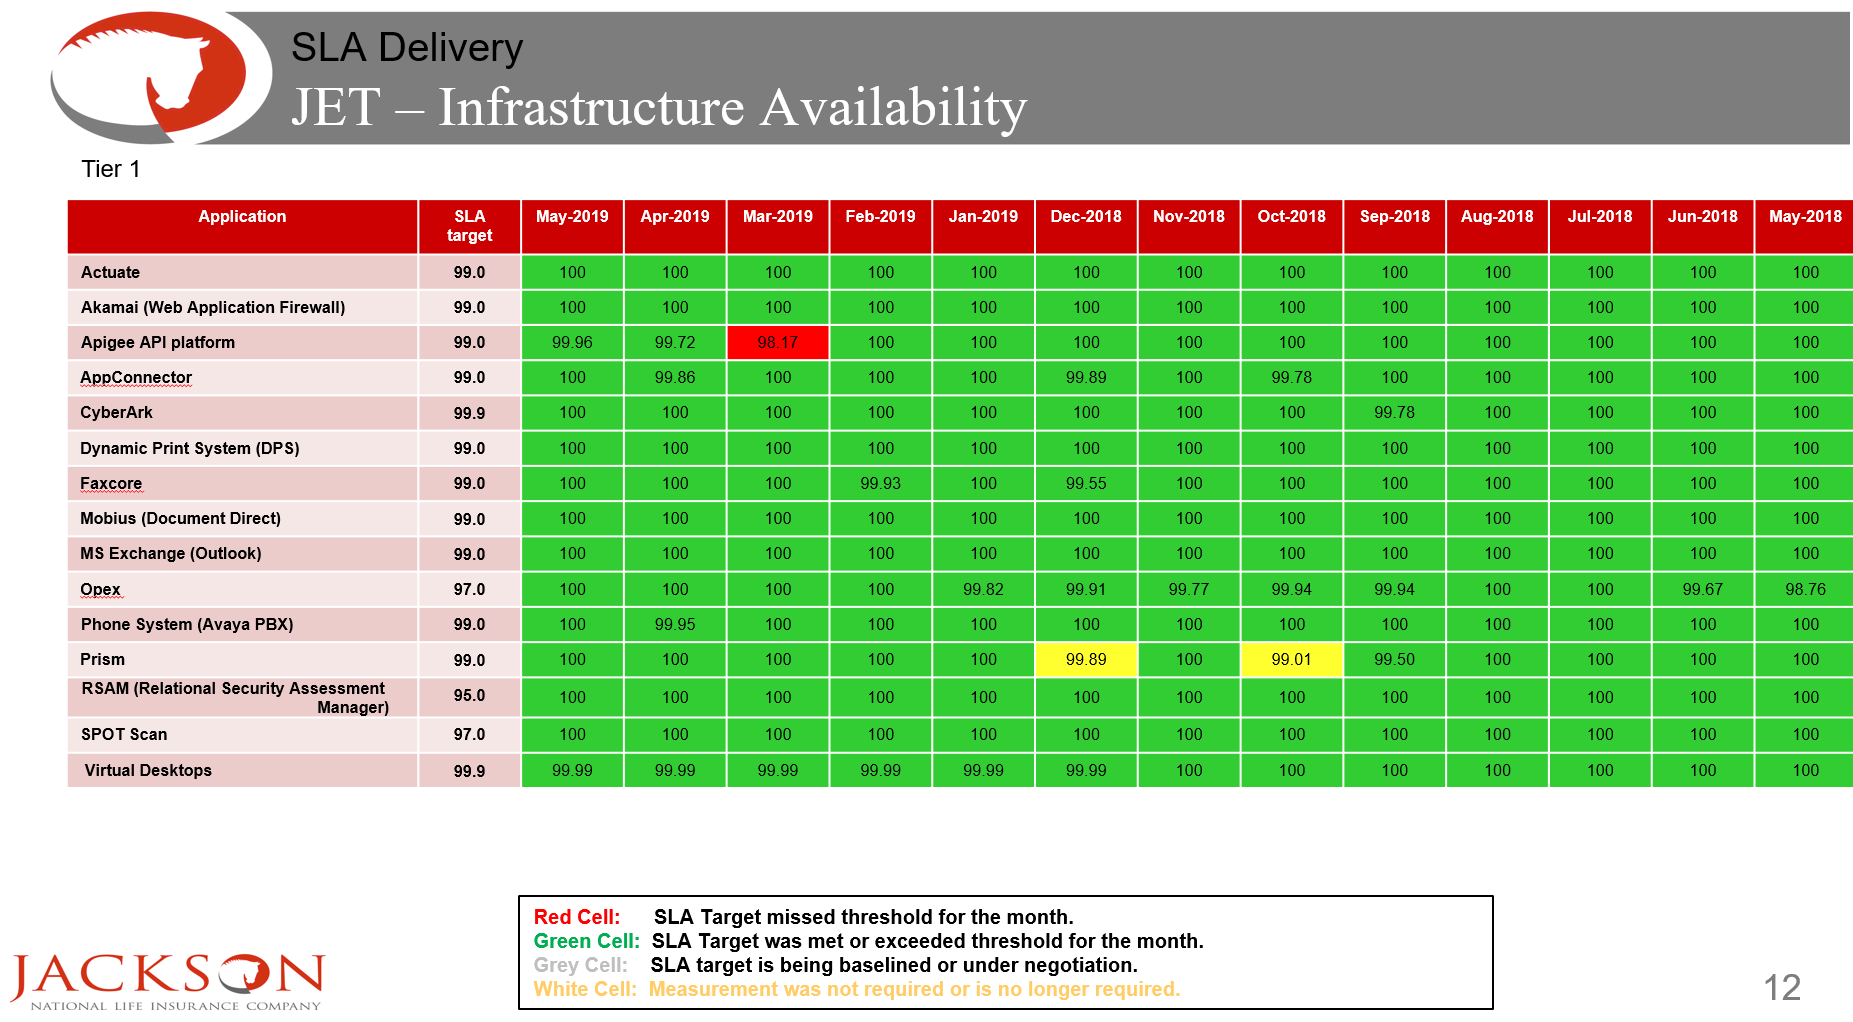 SLA Delivery
JET – Infrastructure Availability
Tier 1
Application SLA target May-2019 Apr-2019 Mar-2019 Feb-2019 Jan-2019 Dec-2018 Nov-2018 Oct-2018 Sep-2018 Aug-2018 Jul-2018 Jun-2018 May-2018
Actuate 99.0 100 100 100 100 100 100 100 100 100 100 100 100 100
Akamai (Web Application Firewall) 99.0 100 100 100 100 100 100 100 100 100 100 100 100 100
Apigee API platform 99.0 99.96 99.72 98.17 100 100 100 100 100 100 100 100 100 100
AppConnector 99.0 100 99.86 100 100 100 99.89 100 99.78 100 100 100 100 100
CyberArk 99.9 100 100 100 100 100 100 100 100 99.78 100 100 100 100
Dynamic Print System (DPS) 99.0 100 100 100 100 100 100 100 100 100 100 100 100 100
Faxcore 99.0 100 100 100 99.93 100 99.55 100 100 100 100 100 100 100
Mobius (Document Direct) 99.0 100 100 100 100 100 100 100 100 100 100 100 100 100
MS Exchange (Outlook) 99.0 100 100 100 100 100 100 100 100 100 100 100 100 100
Opex 97.0 100 100 100 100 99.82 99.91 99.77 99.94 99.94 100 100 99.67 98.76
Phone System (Avaya PBX) 99.0 100 99.95 100 100 100 100 100 100 100 100 100 100 100
Prism 99.0 100 100 100 100 100 99.89 100 99.01 99.50 100 100 100 100
RSAM (Relational Security Assessment Manager) 95.0 100 100 100 100 100 100 100 100 100 100 100 100 100
SPOT Scan 97.0 100 100 100 100 100 100 100 100 100 100 100 100 100
Virtual Desktops 99.9 99.99 99.99 99.99 99.99 99.99 99.99 100 100 100 100 100 100 100
Red Cell: SLA Target missed threshold for the month.
Green Cell: SLA Target was met or exceeded threshold for the month.
Grey Cell: SLA target is being baselined or under negotiation.
White Cell: Measurement was not required or is no longer required.
JACKSON
NATIONAL LIFE INSURANCE COMPANY
12